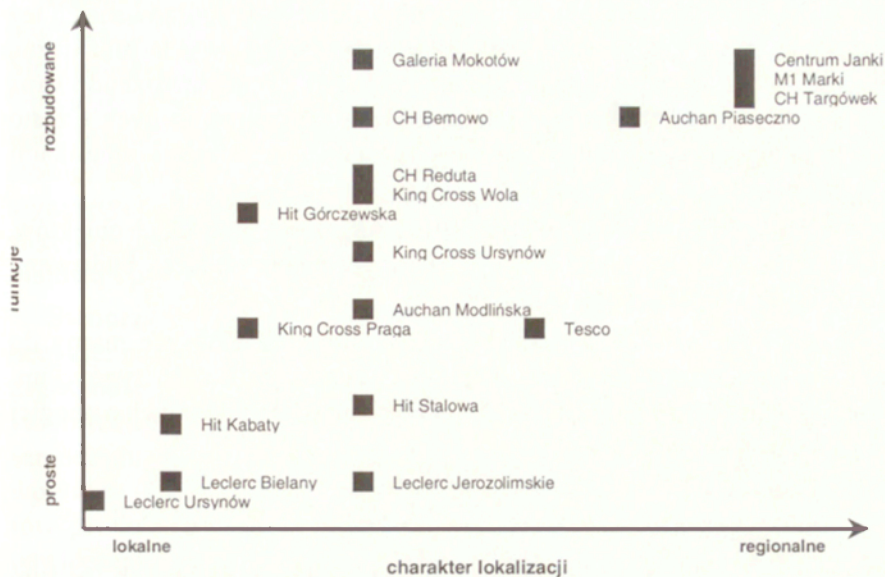 rozbudowane
funkcje
proste
Galeria Mokotów
Centrum Janki
M1 Marki
CH Targówek
CH Bemowo
Auchan Piaseczno
CH Reduta
King Cross Wola
Hit Górczewska
King Cross Ursynów
Auchan Modlińska
King Cross Praga
Tesco
Hit Stalowa
Hit Kabaty
Leclerc Bielany
Leclerc Jerozolimskie
Leclerc Ursynów
lokalne
regionalne
charakter lokalizacji